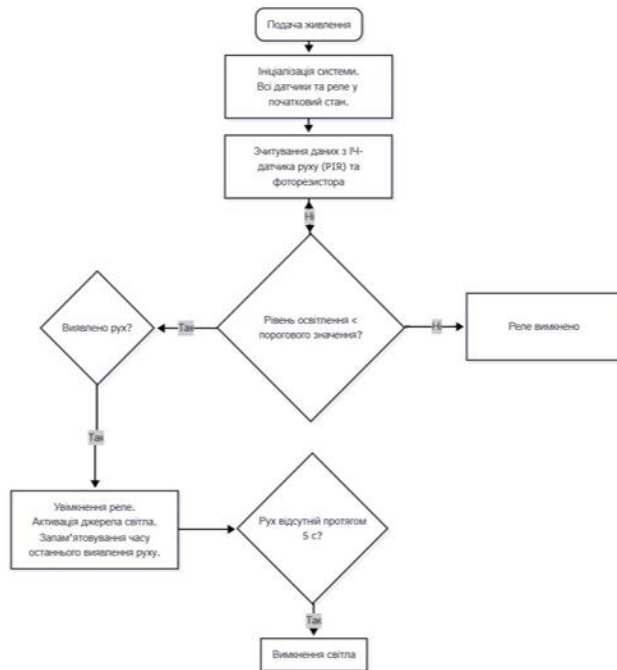 Подача живлення
Ініціалізація системи.
Всі датчики та реле у
початковий стан.
Зчитування даних з ІЧ-
датчика руху (PIR) та
фоторезистора
Ні
Виявлено рух?
Так
Рівень освітлення <
порогового значення?
Ні
Реле вимкнено
Так
Увімкнення реле.
Активація джерела світла.
Запам'ятовування часу
останнього виявлення руху.
Рух відсутній протягом
5 с?
Так
Вимкнення світла